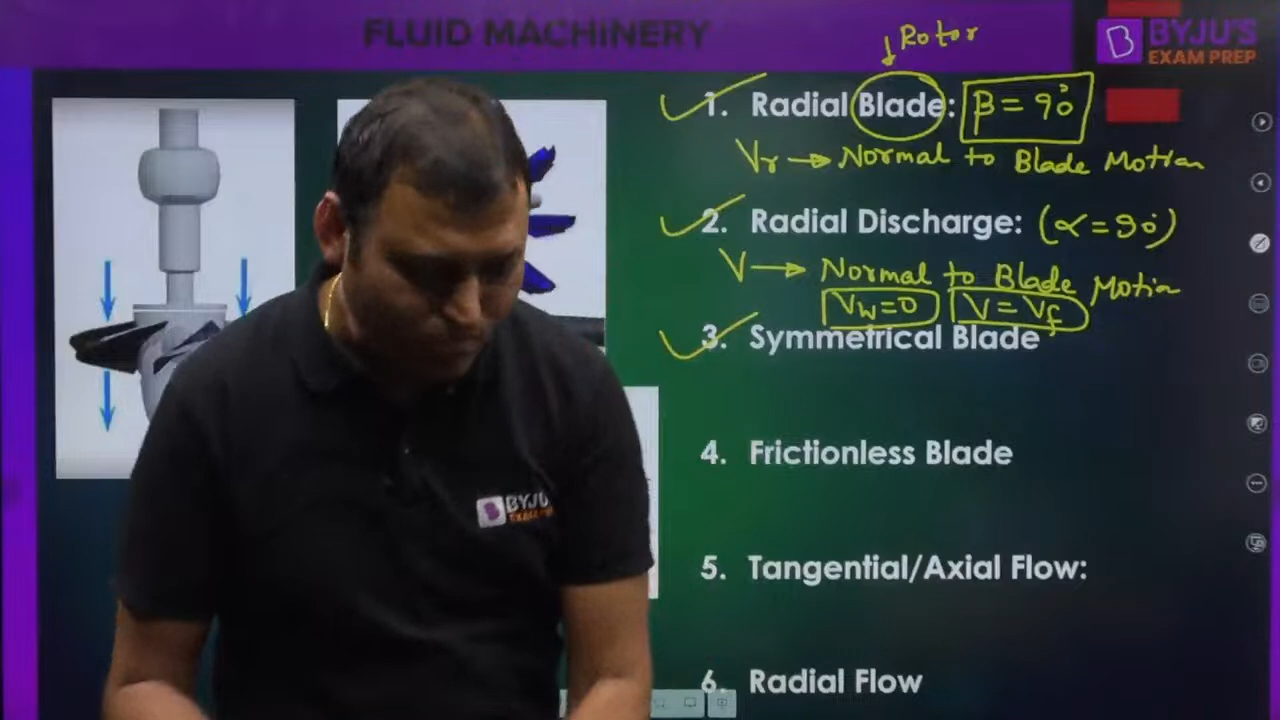 FLUID MACHINERY
BYJU'S
EXAM PREP
Rotor
1. Radial Blade: β = 90°
Vr → Normal to Blade Motion
2. Radial Discharge: (α = 90°)
V → Normal to Blade Motion
Vw=0 V = Vf
3. Symmetrical Blade
4. Frictionless Blade
5. Tangential/Axial Flow:
6. Radial Flow
BYJU'S
EXAM PREP